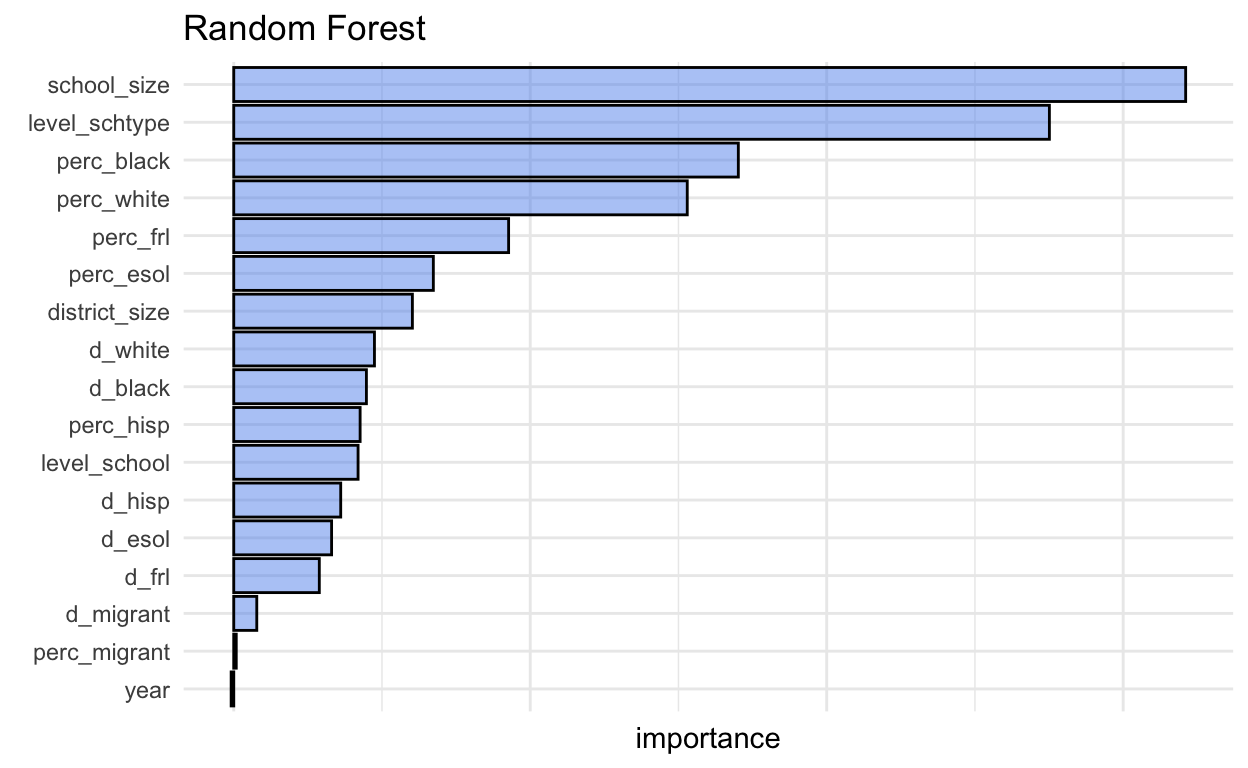 Random Forest
school_size
level_schtype
perc_black
perc_white
perc_frl
perc_esol
district_size
d_white
d_black
perc_hisp
level_school
d_hisp
d_esol
d_frl
d_migrant
perc_migrant
year
importance